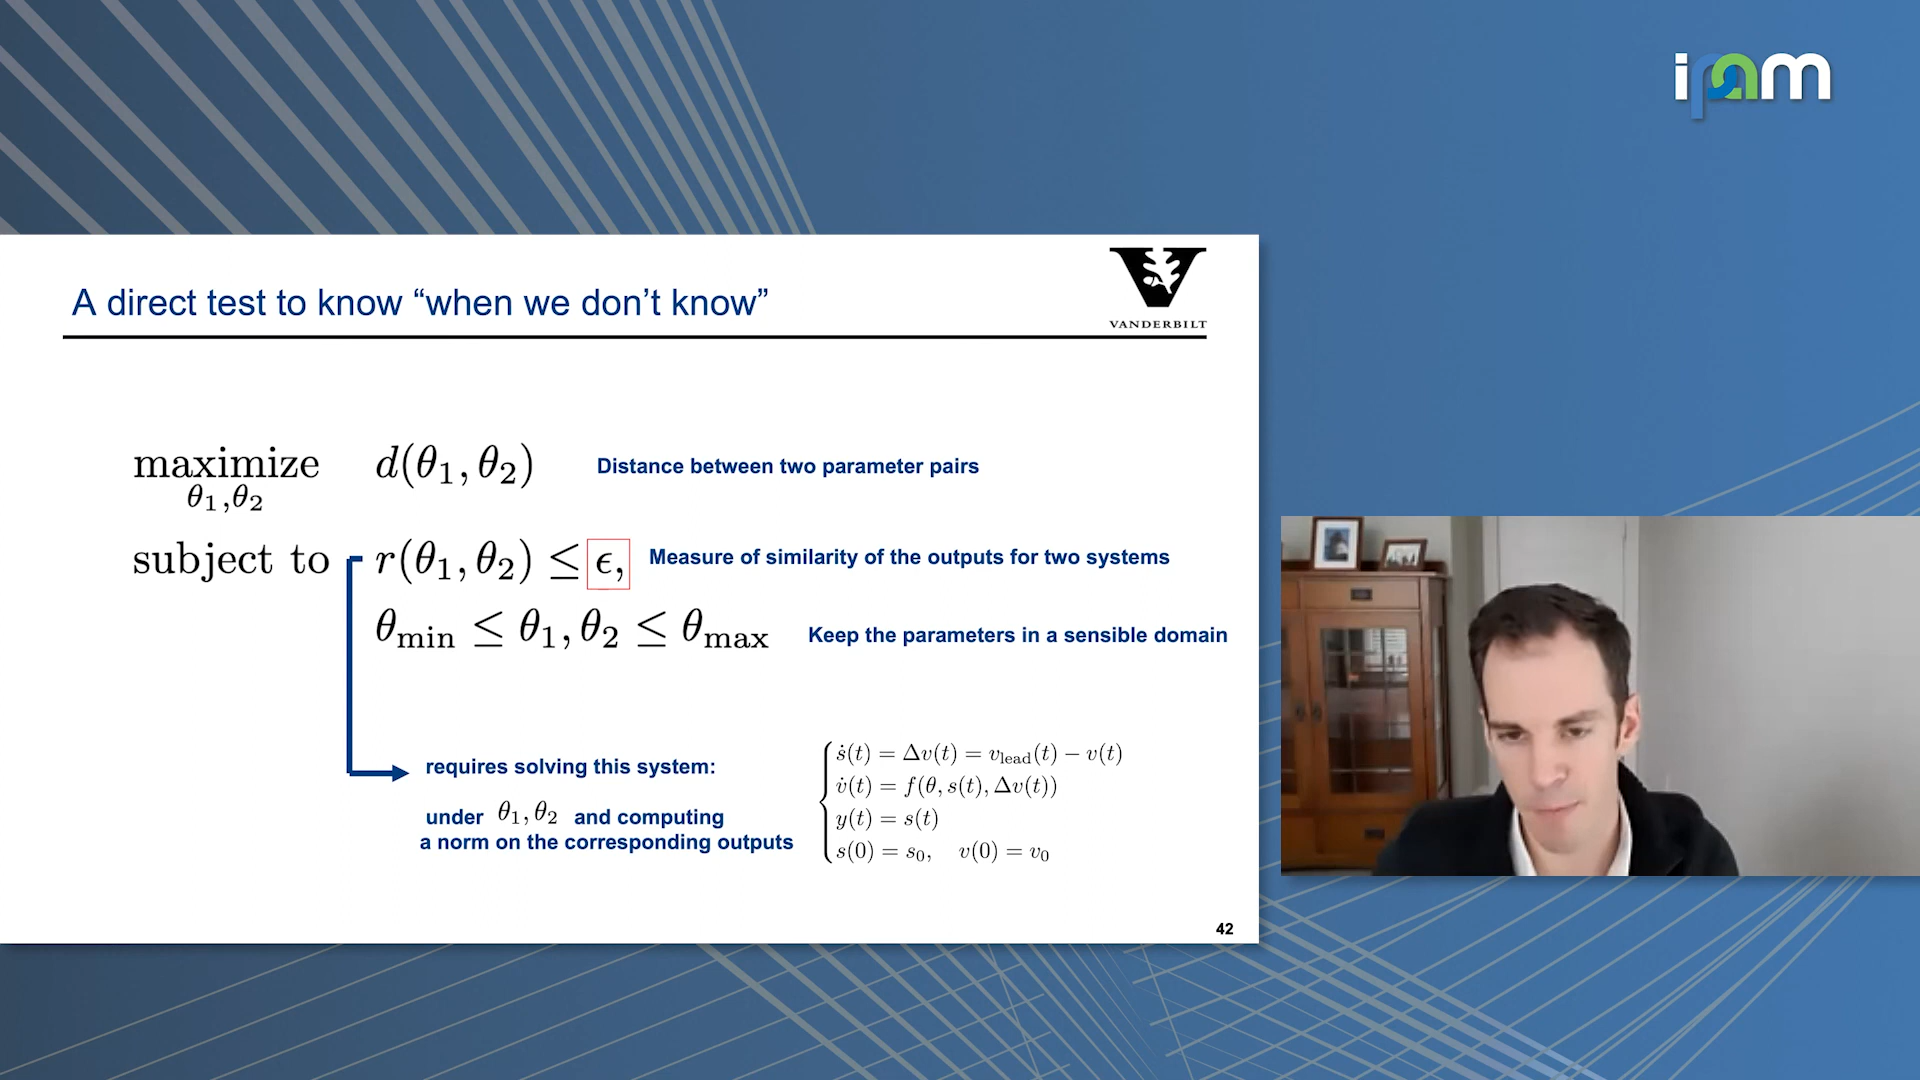 ipam
A direct test to know “when we don’t know”
VANDERBILT
maximize d(θ₁, θ₂) Distance between two parameter pairs
θ₁,θ₂
subject to r(θ₁, θ₂) ≤ ϵ, Measure of similarity of the outputs for two systems
θmin ≤ θ₁, θ₂ ≤ θmax Keep the parameters in a sensible domain
requires solving this system:
under θ₁, θ₂ and computing
a norm on the corresponding outputs
ṡ(t) = Δv(t) = vlead(t) − v(t)
v̇(t) = f(θ, s(t), Δv(t))
y(t) = s(t)
s(0) = s₀, v(0) = v₀
42